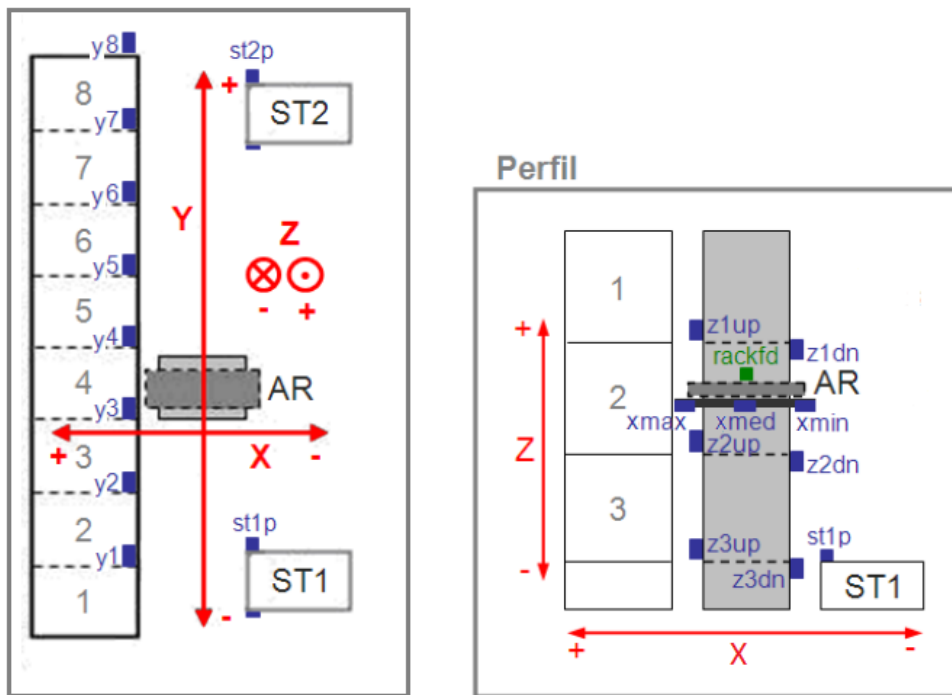 y8
st2p
8
+
ST2
y7
7
y6
Y
6
Z
y5
5
-
+
y4
4
AR
y3
+
3
X
-
y2
st1p
2
y1
ST1
1
-
Perfil
1
+
z1up
z1dn
rackfd
AR
2
xmax
xmed
xmin
Z
z2up
z2dn
3
z3up
st1p
-
z3dn
ST1
+
X
-